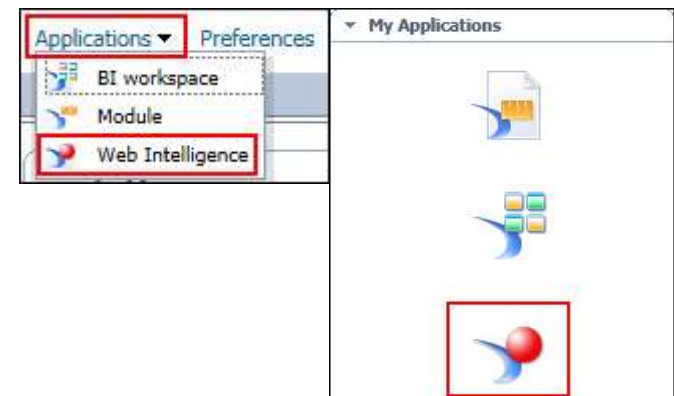 Applications ▾ Preferences
BI workspace
Module
Web Intelligence
▾ My Applications